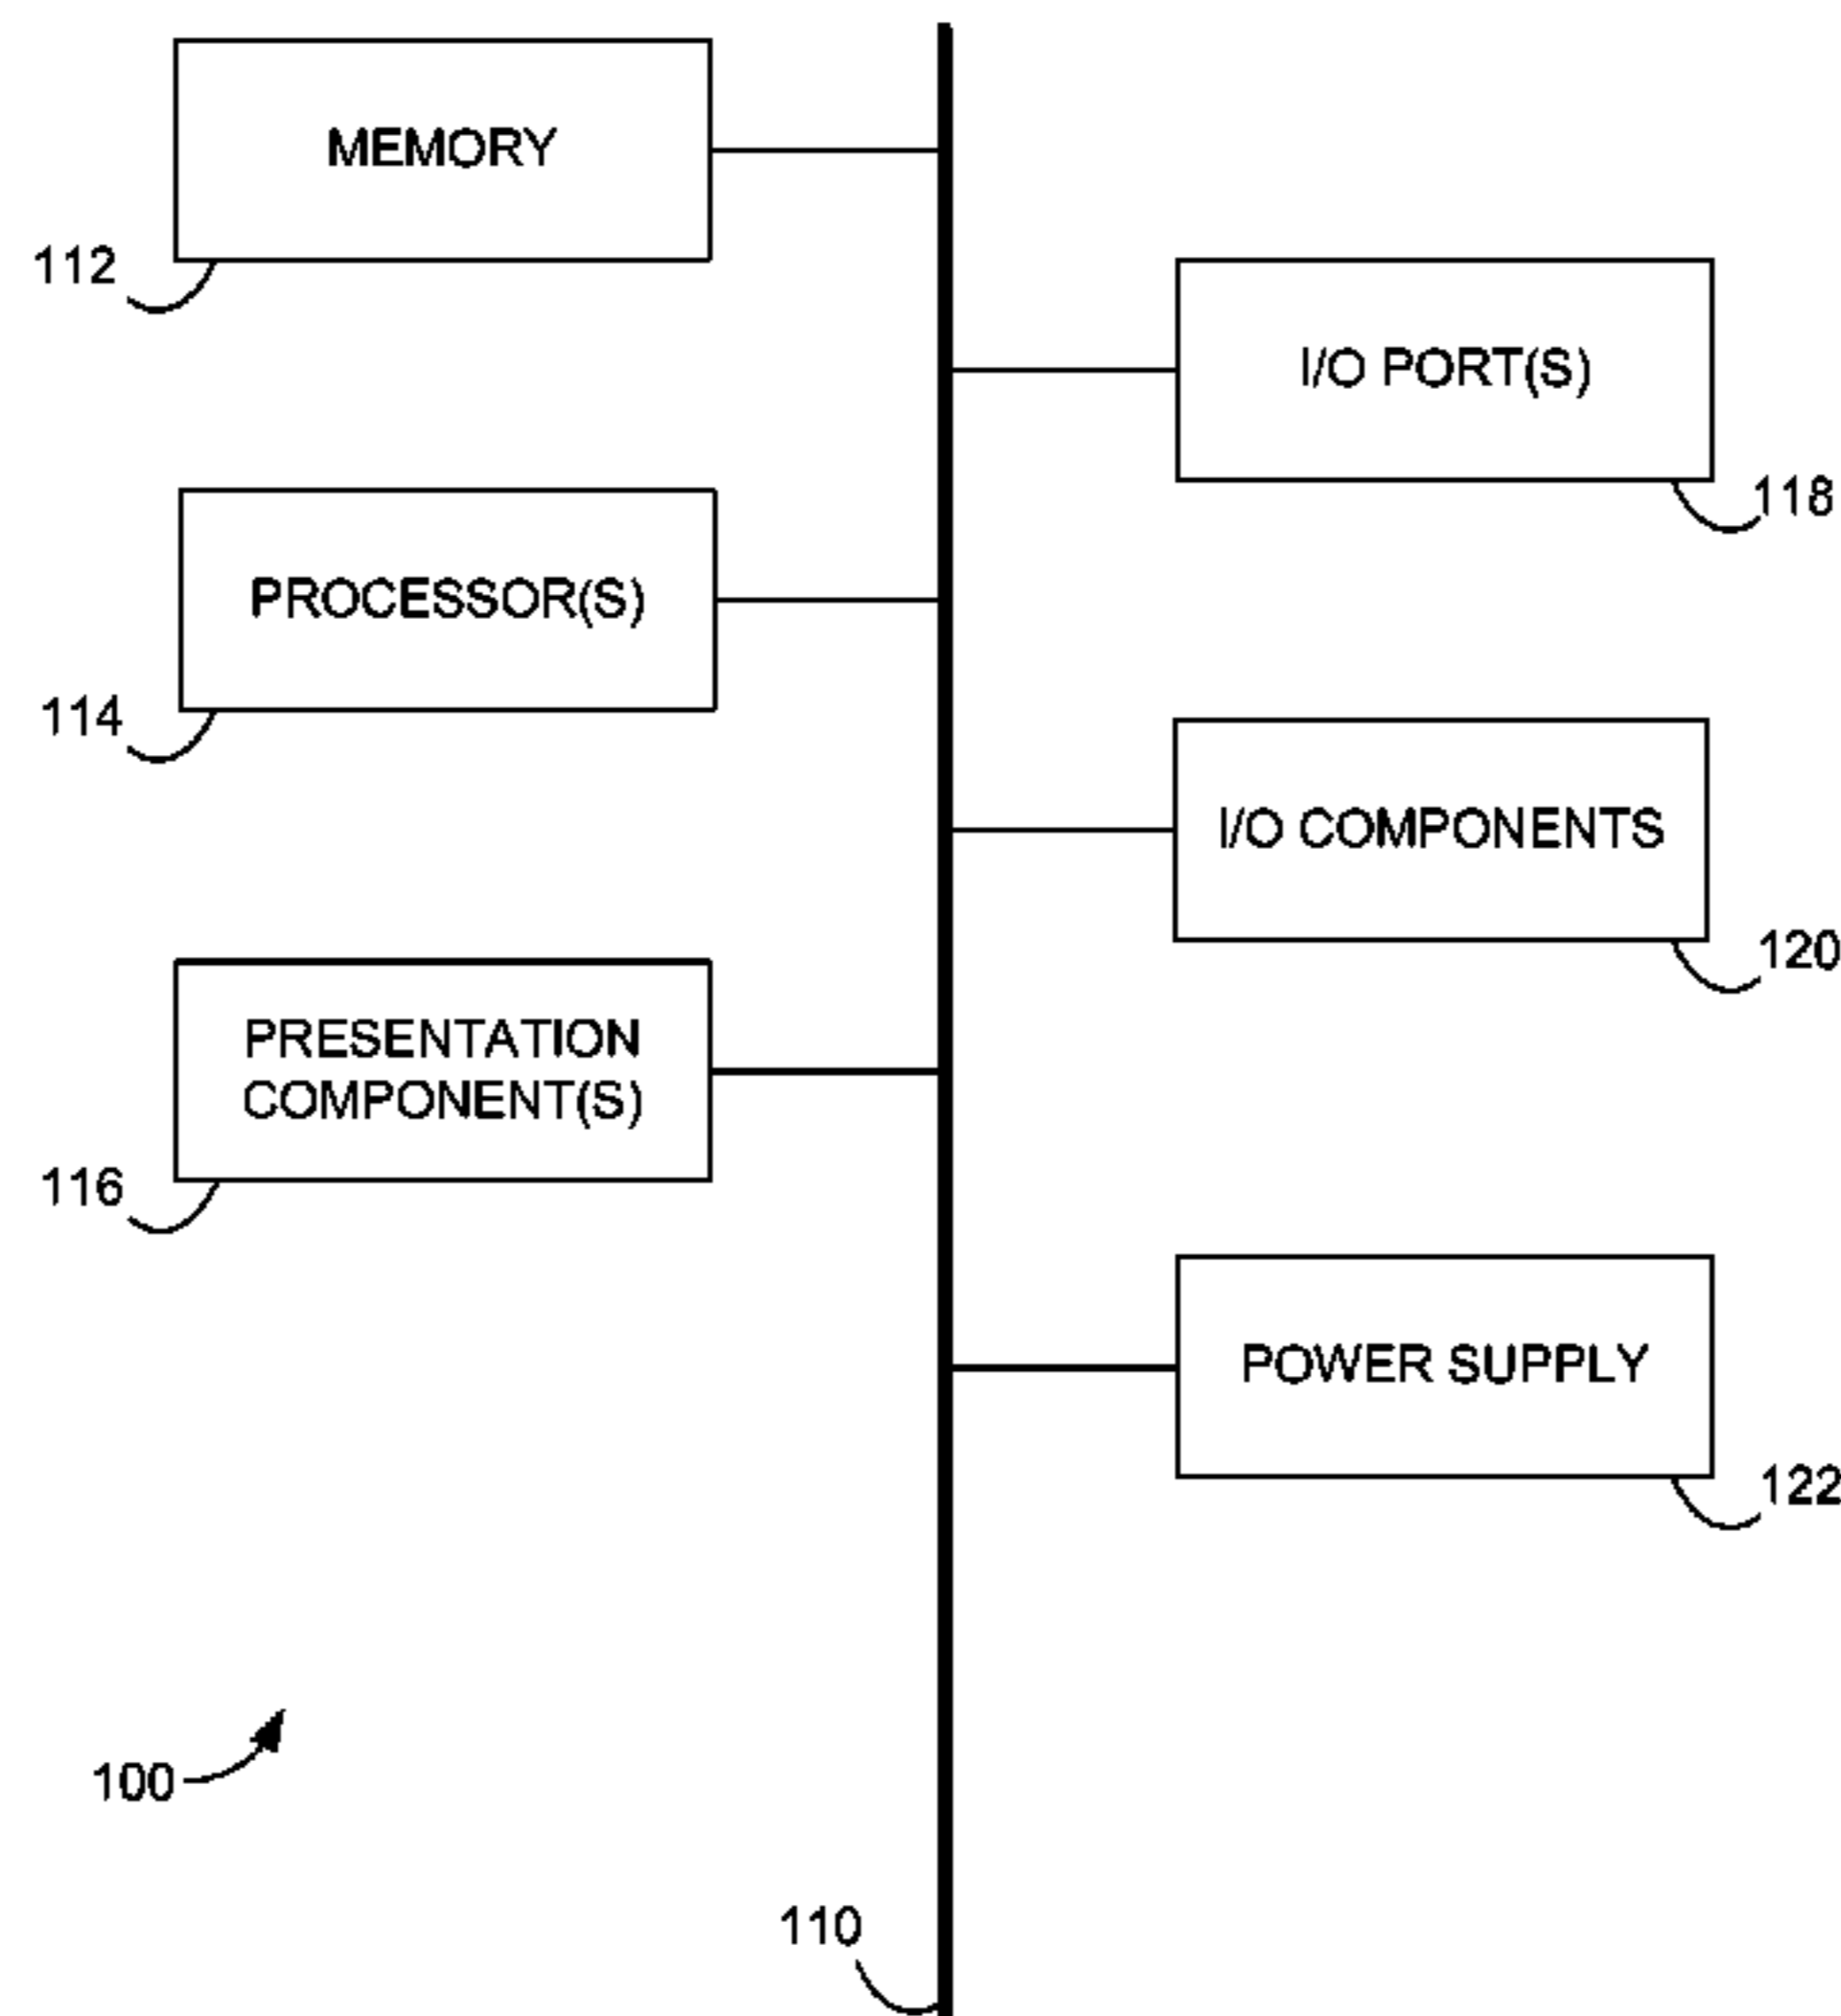 MEMORY
112
I/O PORT(S)
118
PROCESSOR(S)
114
I/O COMPONENTS
120
PRESENTATION
COMPONENT(S)
116
POWER SUPPLY
122
100
110